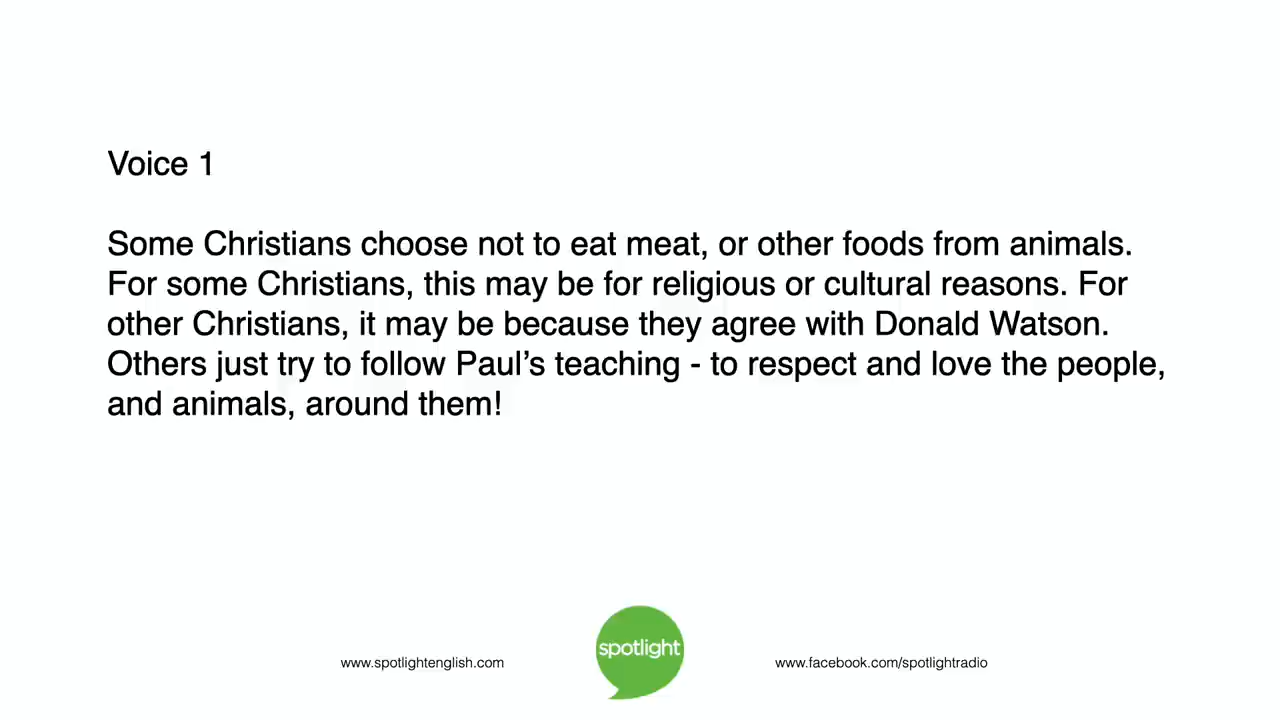 Voice 1
Some Christians choose not to eat meat, or other foods from animals.
For some Christians, this may be for religious or cultural reasons. For
other Christians, it may be because they agree with Donald Watson.
Others just try to follow Paul’s teaching - to respect and love the people,
and animals, around them!
spotlight
www.spotlightenglish.com
www.facebook.com/spotlightradio